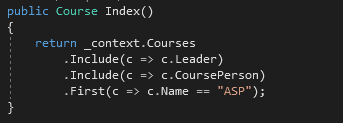 public Course Index()
{
    return _context.Courses
        .Include(c => c.Leader)
        .Include(c => c.CoursePerson)
        .First(c => c.Name == "ASP");
}